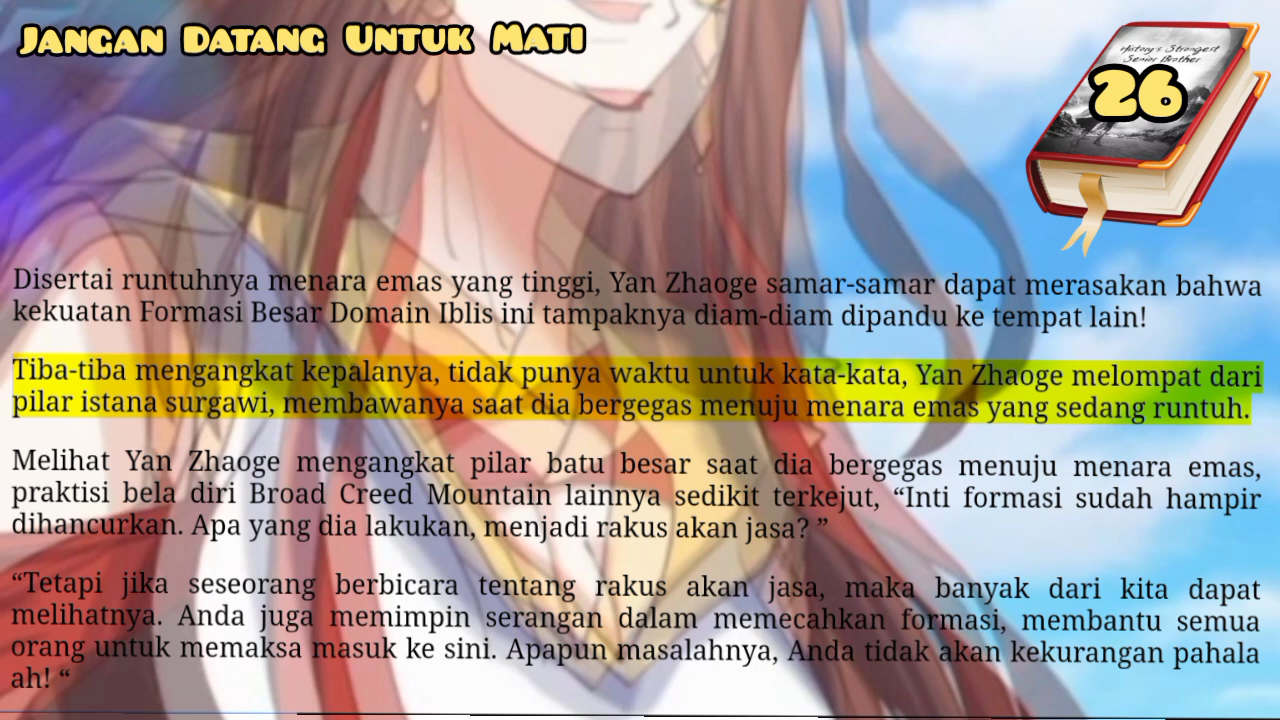 Jangan Datang Untuk Mati
History's Strongest
Senior Brother
26
Disertai runtuhnya menara emas yang tinggi, Yan Zhaoge samar-samar dapat merasakan bahwa
kekuatan Formasi Besar Domain Iblis ini tampaknya diam-diam dipandu ke tempat lain!
Tiba-tiba mengangkat kepalanya, tidak punya waktu untuk kata-kata, Yan Zhaoge melompat dari
pilar istana surgawi, membawanya saat dia bergegas menuju menara emas yang sedang runtuh.
Melihat Yan Zhaoge mengangkat pilar batu besar saat dia bergegas menuju menara emas,
praktisi bela diri Broad Creed Mountain lainnya sedikit terkejut, “Inti formasi sudah hampir
dihancurkan. Apa yang dia lakukan, menjadi rakus akan jasa? ”
“Tetapi jika seseorang berbicara tentang rakus akan jasa, maka banyak dari kita dapat
melihatnya. Anda juga memimpin serangan dalam memecahkan formasi, membantu semua
orang untuk memaksa masuk ke sini. Apapun masalahnya, Anda tidak akan kekurangan pahala
ah! “